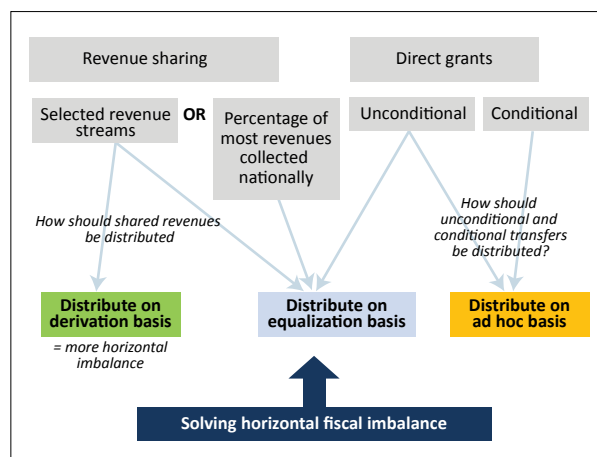 Revenue sharing
Direct grants
Selected revenue
streams
OR
Percentage of
most revenues
collected
nationally
Unconditional
Conditional
How should shared revenues
be distributed
How should
unconditional and
conditional transfers
be distributed?
Distribute on
derivation basis
= more horizontal
imbalance
Distribute on
equalization basis
Distribute on
ad hoc basis
Solving horizontal fiscal imbalance